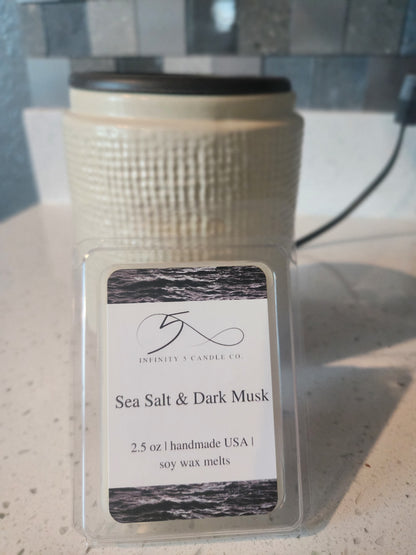 5
INFINITY 5 CANDLE CO.
Sea Salt & Dark Musk
2.5 oz | handmade USA |
soy wax melts